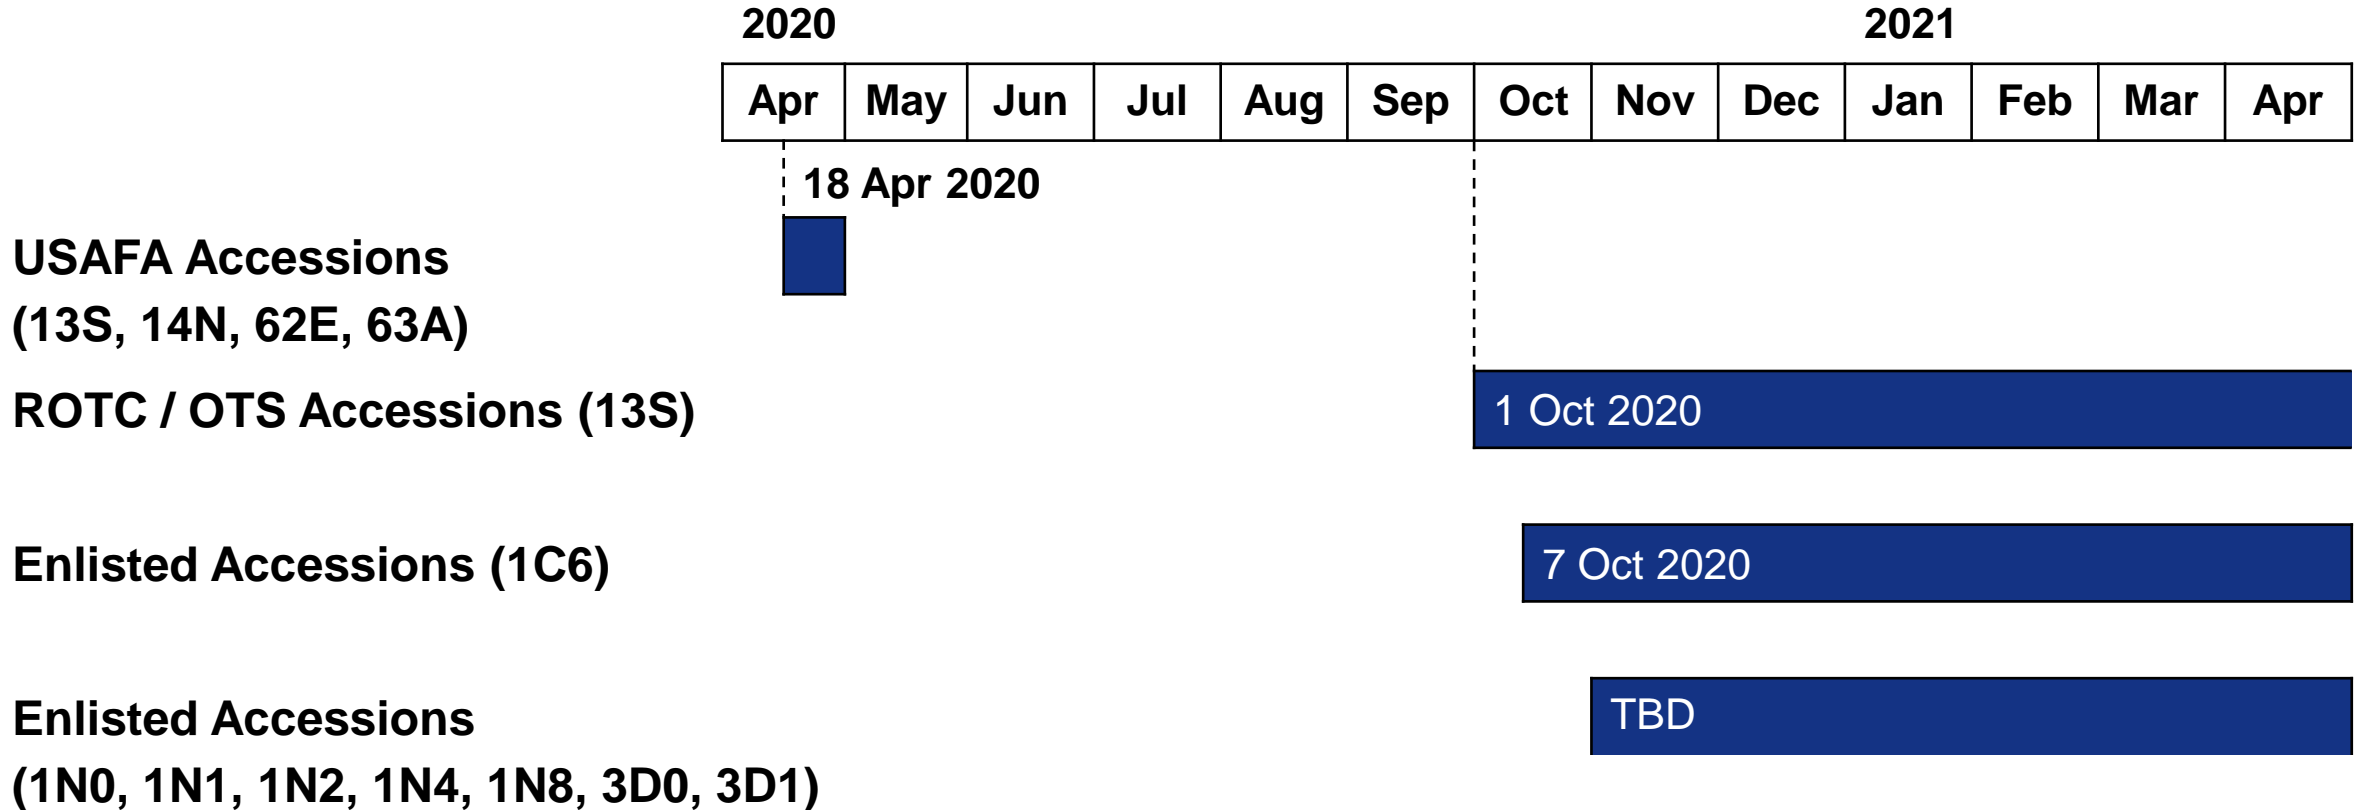 2020 2021
Apr May Jun Jul Aug Sep Oct Nov Dec Jan Feb Mar Apr
18 Apr 2020
USAFA Accessions
(13S, 14N, 62E, 63A)
ROTC / OTS Accessions (13S)
1 Oct 2020
Enlisted Accessions (1C6)
7 Oct 2020
Enlisted Accessions
TBD
(1N0, 1N1, 1N2, 1N4, 1N8, 3D0, 3D1)